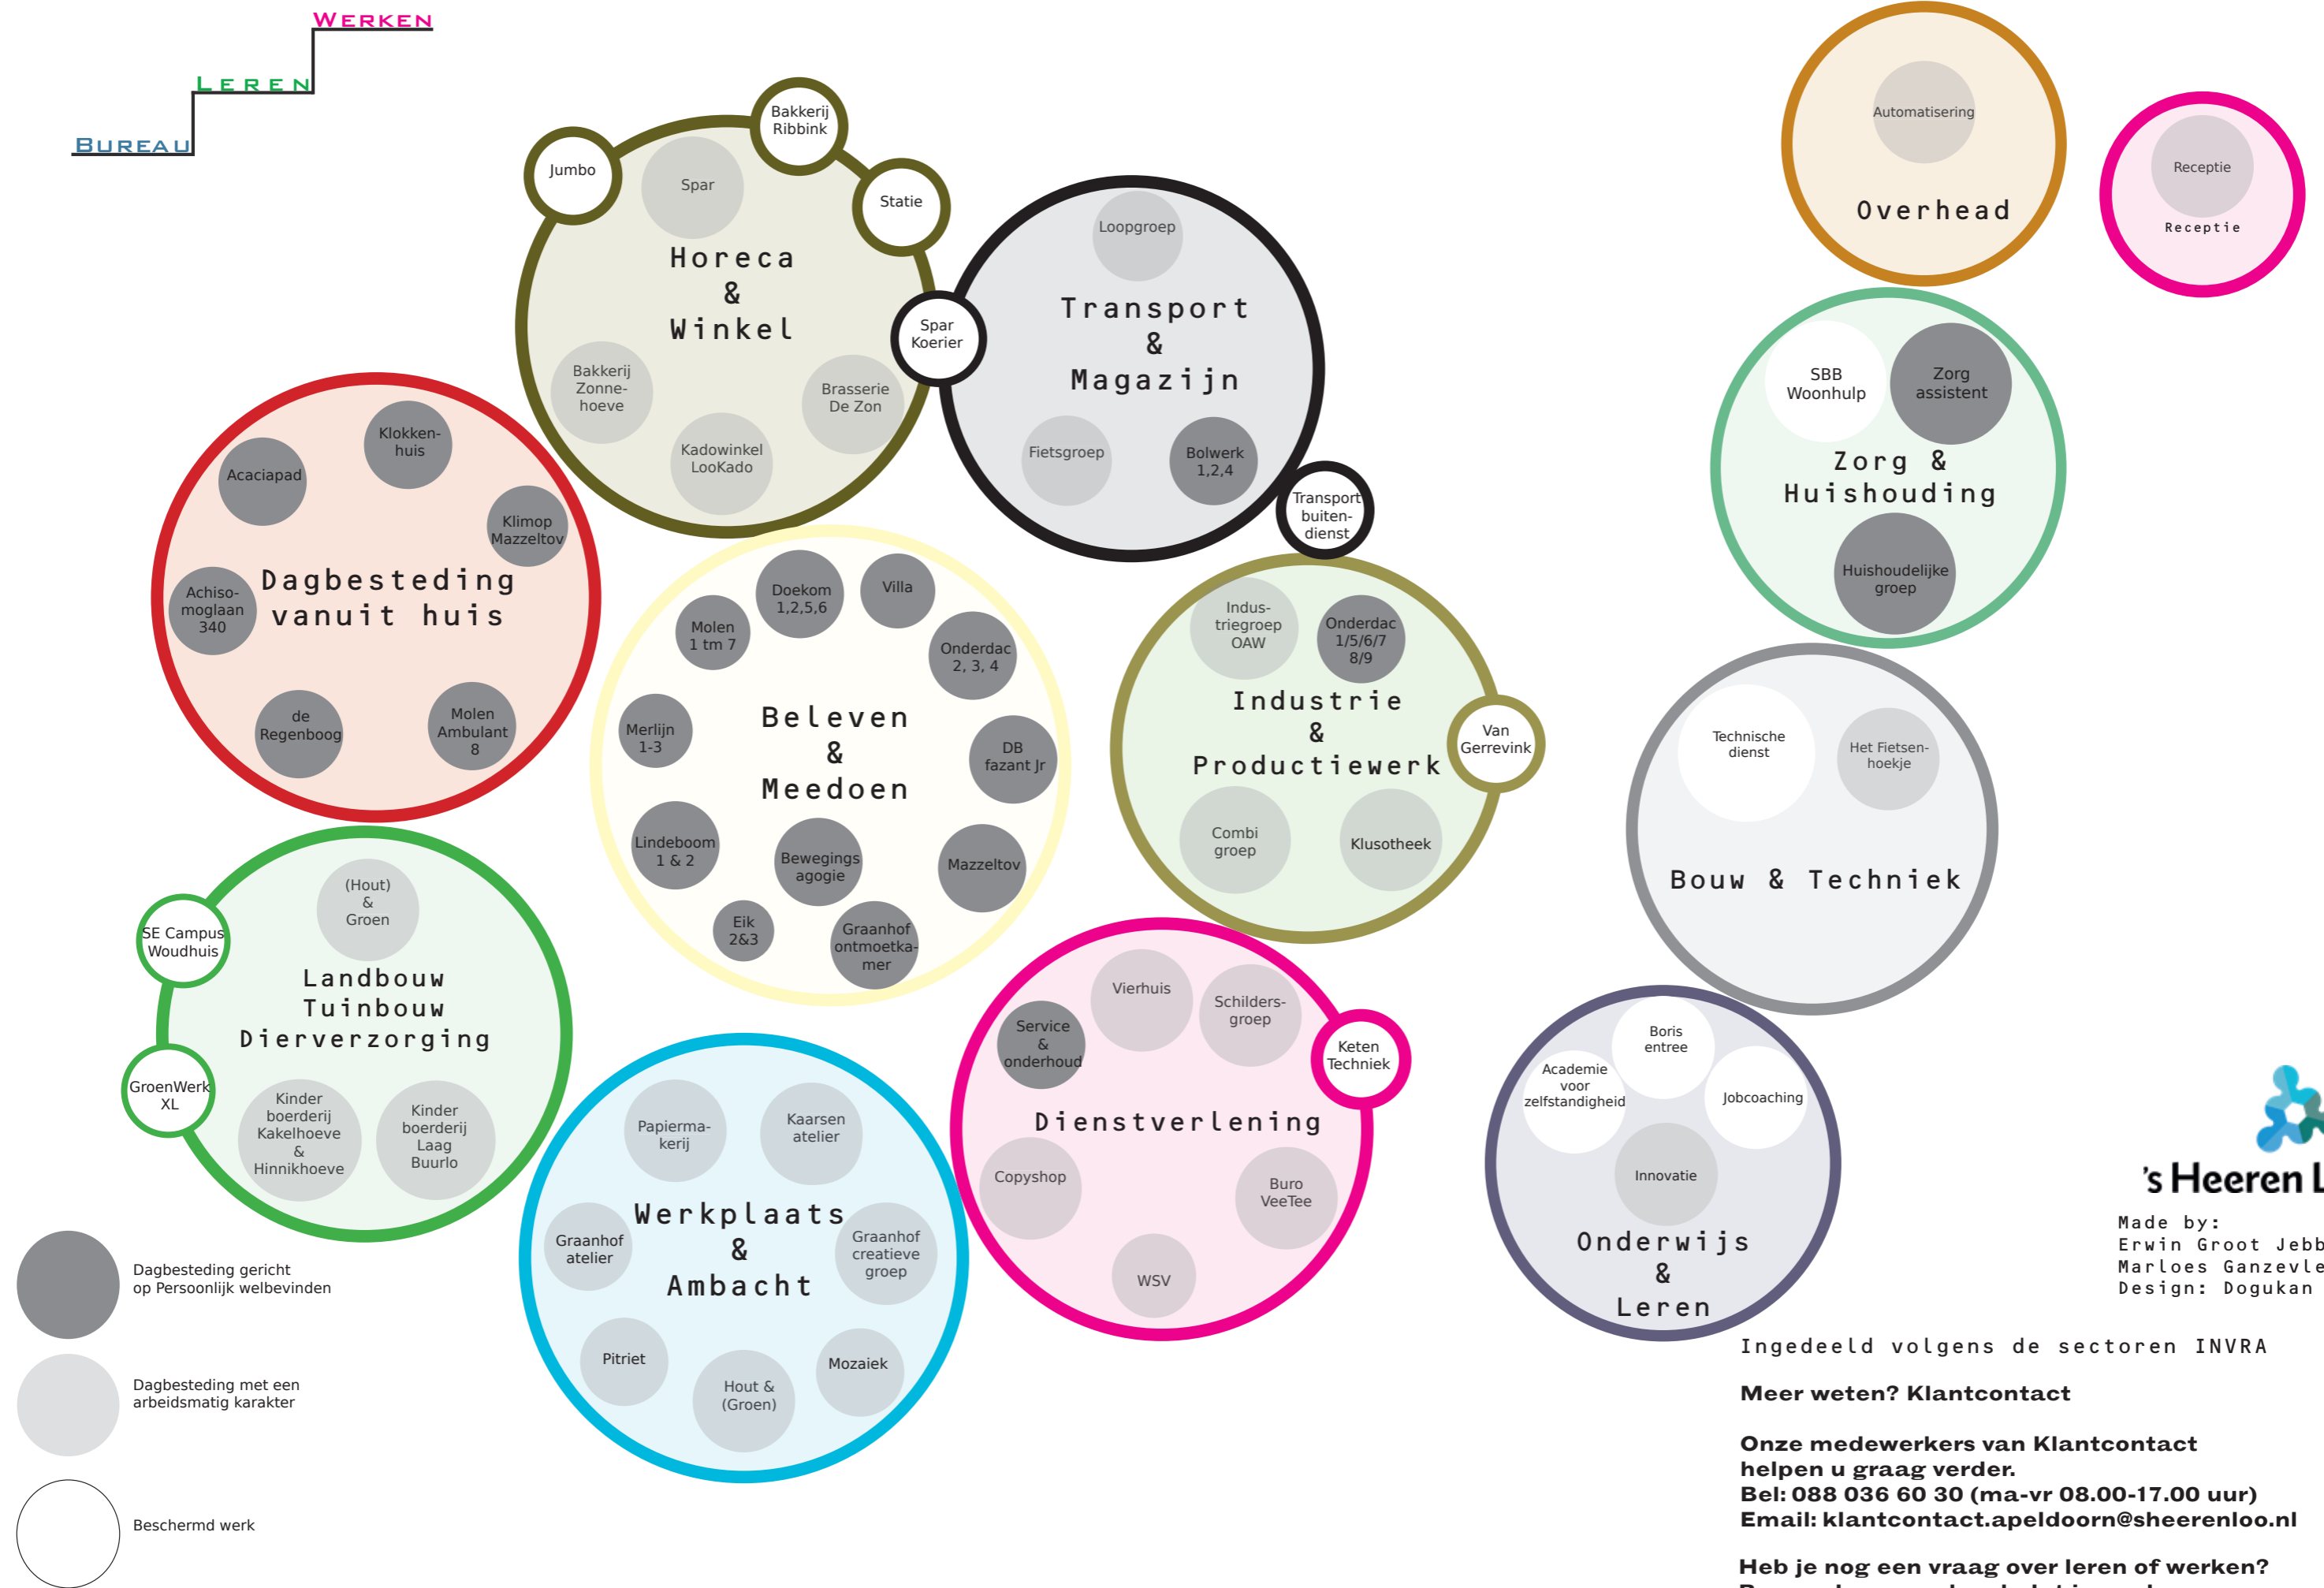 WERKEN
LEREN
BUREAU
Jumbo
Bakkerij
Ribbink
Statie
Spar
Horeca
&
Winkel
Bakkerij
Zonne-
hoeve
Brasserie
De Zon
Kadowinkel
LooKado
Spar
Koerier
Loopgroep
Transport
&
Magazijn
Fietsgroep
Bolwerk
1,2,4
Transport
buiten-
dienst
Automatisering
Overhead
Receptie
Receptie
SBB
Woonhulp
Zorg
assistent
Zorg &
Huishouding
Huishoudelijke
groep
Klokken-
huis
Acaciapad
Klimop
Mazzeltov
Dagbesteding
vanuit huis
Achiso-
moglaan
340
de
Regenboog
Molen
Ambulant
8
Doekom
1,2,5,6
Villa
Molen
1 tm 7
Onderdac
2, 3, 4
Merlijn
1-3
Beleven
&
Meedoen
DB
fazant Jr
Lindeboom
1 & 2
Bewegings
agogie
Mazzeltov
Eik
2&3
Graanhof
ontmoetka-
mer
Indus-
triegroep
OAW
Onderdac
1/5/6/7
8/9
Industrie
&
Productiewerk
Van
Gerrevink
Combi
groep
Klusotheek
Technische
dienst
Het Fietsen-
hoekje
Bouw & Techniek
(Hout)
&
Groen
SE Campus
Woudhuis
Landbouw
Tuinbouw
Dierverzorging
GroenWerk
XL
Kinder
boerderij
Kakelhoeve
&
Hinnikhoeve
Kinder
boerderij
Laag
Buurlo
Vierhuis
Schilders-
groep
Service
&
onderhoud
Keten
Techniek
Dienstverlening
Copyshop
Buro
VeeTee
WSV
Boris
entree
Academie
voor
zelfstandigheid
Jobcoaching
Innovatie
Onderwijs
&
Leren
Papierma-
kerij
Kaarsen
atelier
Graanhof
atelier
Werkplaats
&
Ambacht
Graanhof
creatieve
groep
Pitriet
Hout &
(Groen)
Mozaiek
Dagbesteding gericht
op Persoonlijk welbevinden
Dagbesteding met een
arbeidsmatig karakter
Beschermd werk
's Heeren L
Made by:
Erwin Groot Jebb
Marloes Ganzevle
Design: Dogukan
Ingedeeld volgens de sectoren INVRA
Meer weten? Klantcontact
Onze medewerkers van Klantcontact
helpen u graag verder.
Bel: 088 036 60 30 (ma-vr 08.00-17.00 uur)
Email: klantcontact.apeldoorn@sheerenloo.nl
Heb je nog een vraag over leren of werken?